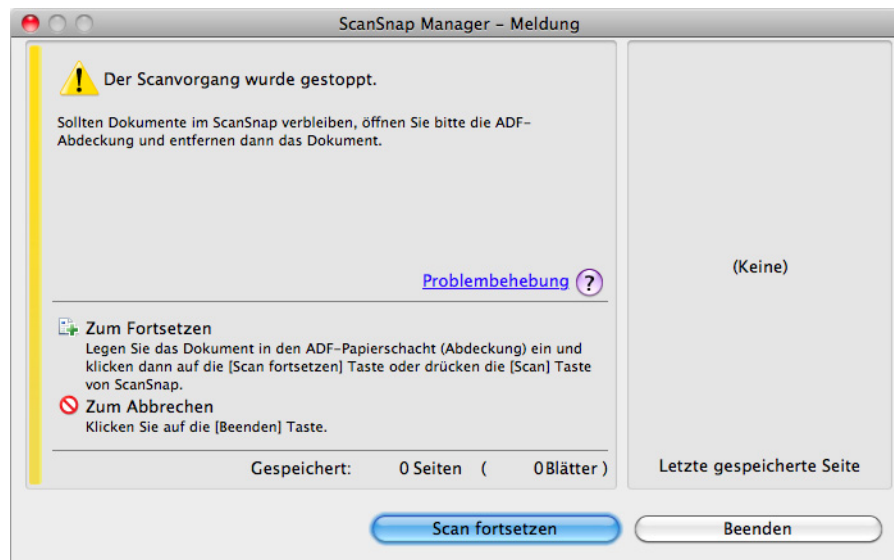 ScanSnap Manager – Meldung
Der Scanvorgang wurde gestoppt.
Sollten Dokumente im ScanSnap verbleiben, öffnen Sie bitte die ADF-
Abdeckung und entfernen dann das Dokument.
Problembehebung ?
Zum Fortsetzen
Legen Sie das Dokument in den ADF-Papierschacht (Abdeckung) ein und
klicken dann auf die [Scan fortsetzen] Taste oder drücken die [Scan] Taste
von ScanSnap.
Zum Abbrechen
Klicken Sie auf die [Beenden] Taste.
Gespeichert: 0 Seiten ( 0Blätter )
(Keine)
Letzte gespeicherte Seite
Scan fortsetzen
Beenden